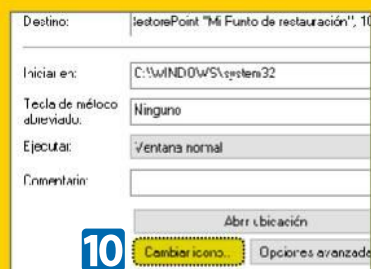 Destino: estorePoint "Mi Punto de restauración", 10
Iniciar en: C:\WINDOWS\system32
Tecla de método abreviado: Ninguno
Ejecutar: Ventana normal
Comentario:
Abrir ubicación
10 Cambiar icono... Opciones avanzada